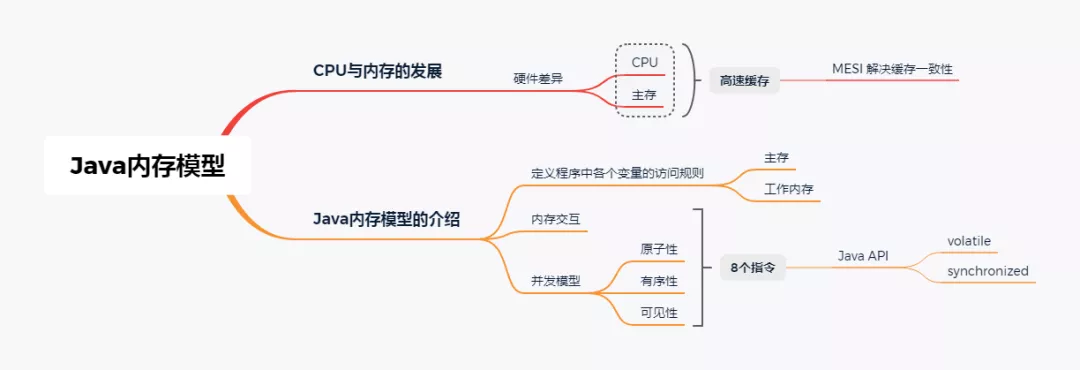 Java内存模型
CPU与内存的发展
硬件差异
CPU
主存
高速缓存
MESI 解决缓存一致性
Java内存模型的介绍
定义程序中各个变量的访问规则
主存
工作内存
内存交互
并发模型
原子性
有序性
可见性
8个指令
Java API
volatile
synchronized